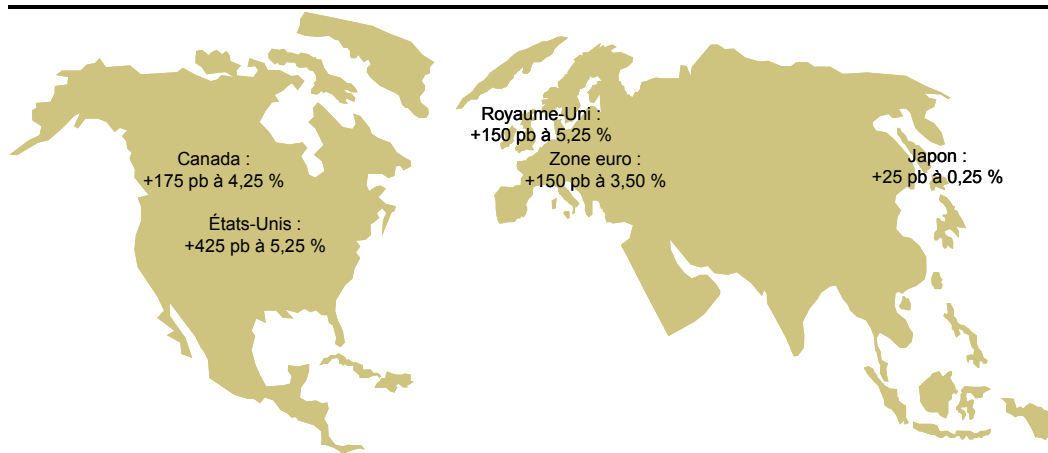 Royaume-Uni :
+150 pb à 5,25 %
Canada :
+175 pb à 4,25 %
Zone euro :
+150 pb à 3,50 %
Japon :
+25 pb à 0,25 %
États-Unis :
+425 pb à 5,25 %